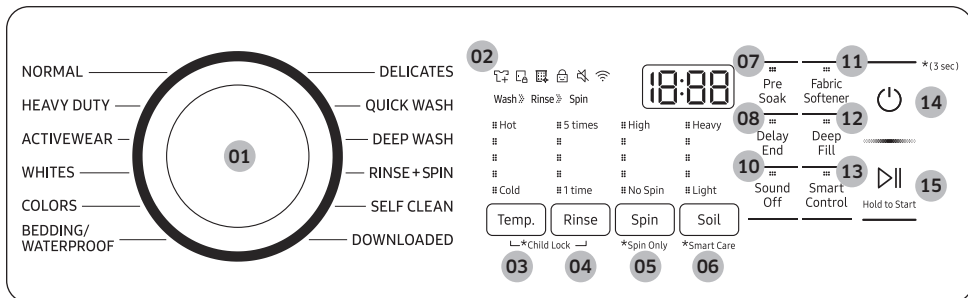 NORMAL
HEAVY DUTY
ACTIVEWEAR
WHITES
COLORS
BEDDING/
WATERPROOF
01
DELICATES
QUICK WASH
DEEP WASH
RINSE+SPIN
SELF CLEAN
DOWNLOADED
02
Wash Rinse Spin
18:88
Hot 5 times High Heavy
Cold 1 time No Spin Light
Temp. Rinse Spin Soil
*Child Lock *Spin Only *Smart Care
03 04 05 06
07
Pre
Soak
11
Fabric
Softener
08
Delay
End
12
Deep
Fill
10
Sound
Off
13
Smart
Control
*(3 sec)
14
15
Hold to Start